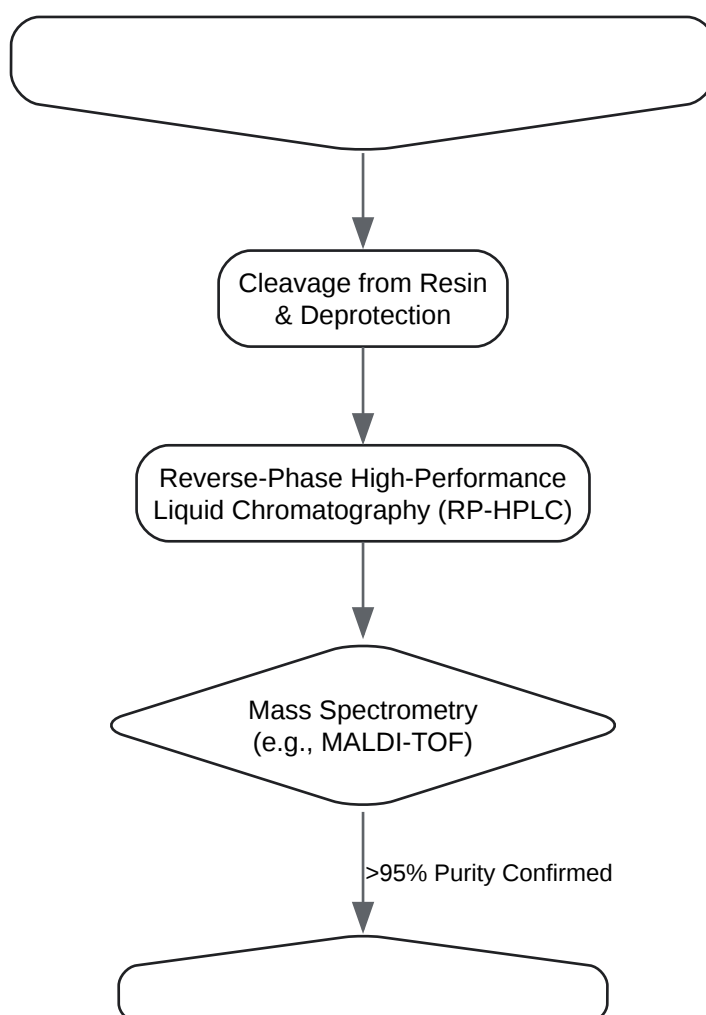 Cleavage from Resin
& Deprotection
Reverse-Phase High-Performance
Liquid Chromatography (RP-HPLC)
Mass Spectrometry
(e.g., MALDI-TOF)
>95% Purity Confirmed